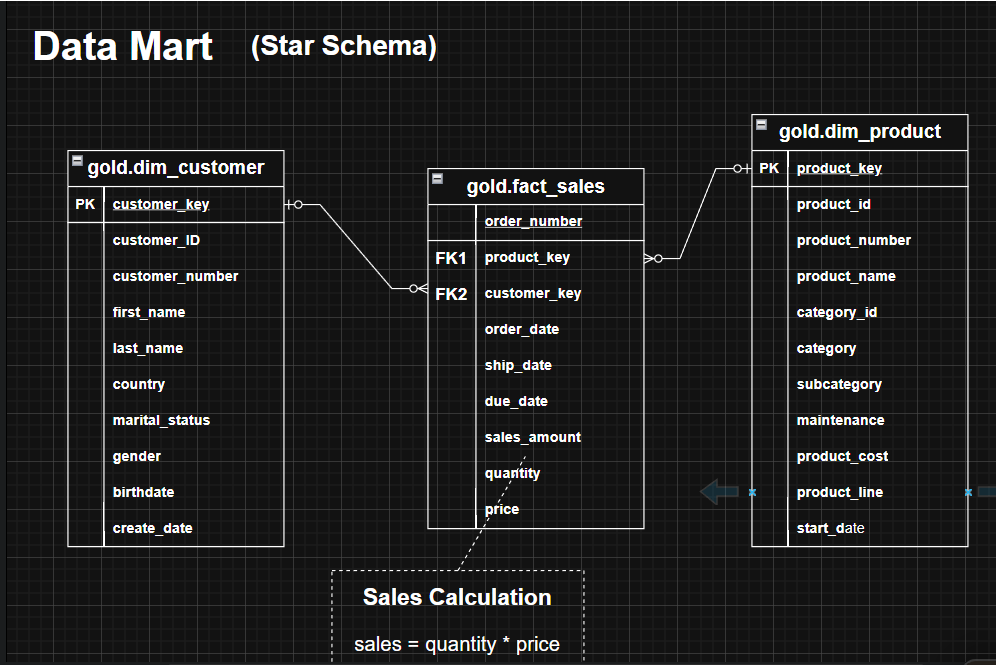 Data Mart (Star Schema)
gold.dim_customer
PK customer_key
customer_ID
customer_number
first_name
last_name
country
marital_status
gender
birthdate
create_date
gold.fact_sales
order_number
FK1 product_key
FK2 customer_key
order_date
ship_date
due_date
sales_amount
quantity
price
gold.dim_product
PK product_key
product_id
product_number
product_name
category_id
category
subcategory
maintenance
product_cost
product_line
start_date
Sales Calculation
sales = quantity * price